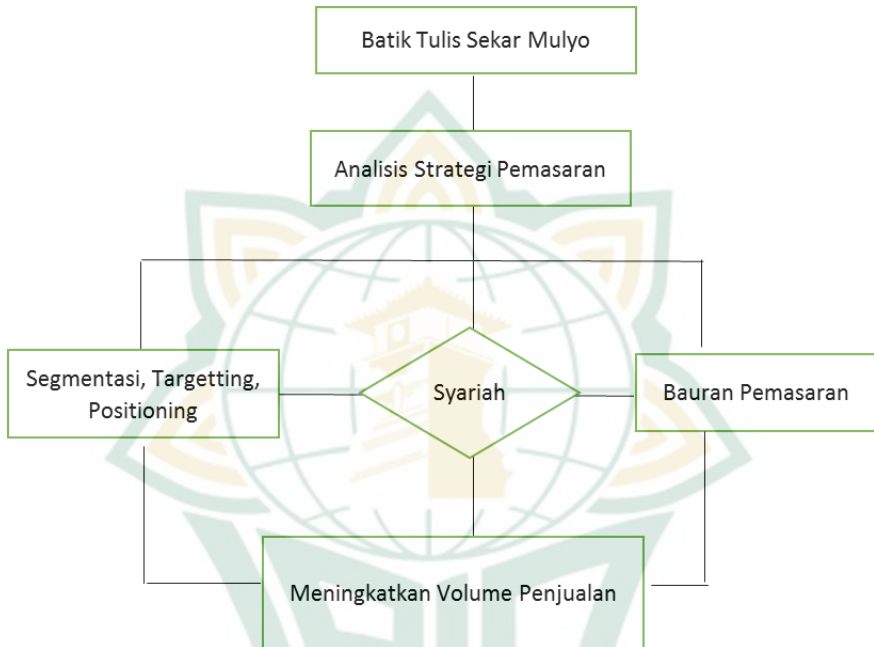 Batik Tulis Sekar Mulyo
Analisis Strategi Pemasaran
Segmentasi, Targetting,
Positioning
Syariah
Bauran Pemasaran
Meningkatkan Volume Penjualan